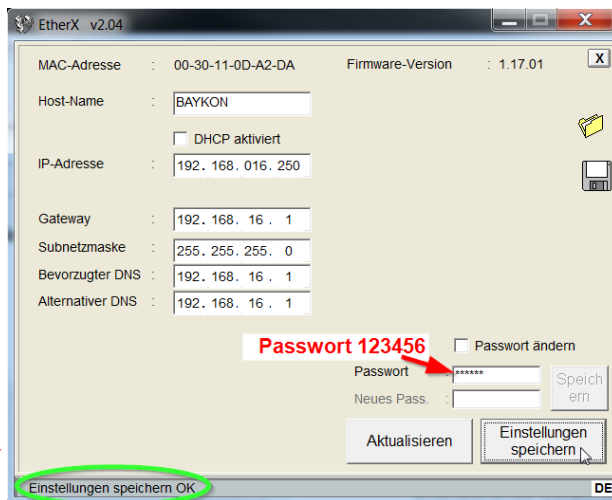 EtherX v2.04
MAC-Adresse : 00-30-11-0D-A2-DA Firmware-Version : 1.17.01 X
Host-Name : BAYKON
DHCP aktiviert
IP-Adresse : 192. 168. 016. 250
Gateway : 192. 168. 16 . 1
Subnetzmaske : 255. 255. 255. 0
Bevorzugter DNS : 192. 168. 16 . 1
Alternativer DNS : 192. 168. 16 . 1
Passwort 123456 Passwort ändern
Passwort : ******
Neues Pass. :
Speich
ern
Aktualisieren
Einstellungen
speichern
Einstellungen speichern OK DE